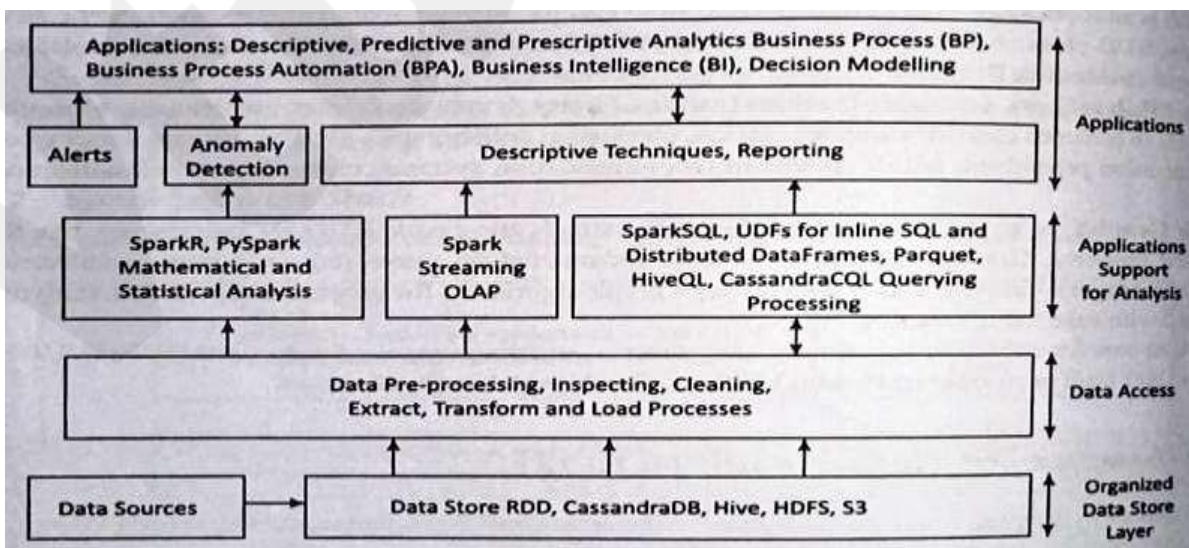 Applications: Descriptive, Predictive and Prescriptive Analytics Business Process (BP),
Business Process Automation (BPA), Business Intelligence (BI), Decision Modelling
Alerts
Anomaly
Detection
Descriptive Techniques, Reporting
Applications
SparkR, PySpark
Mathematical and
Statistical Analysis
Spark
Streaming
OLAP
SparkSQL, UDFs for Inline SQL and
Distributed DataFrames, Parquet,
HiveQL, CassandraCQL Querying
Processing
Applications
Support
for Analysis
Data Pre-processing, Inspecting, Cleaning,
Extract, Transform and Load Processes
Data Access
Data Sources
Data Store RDD, CassandraDB, Hive, HDFS, S3
Organized
Data Store
Layer